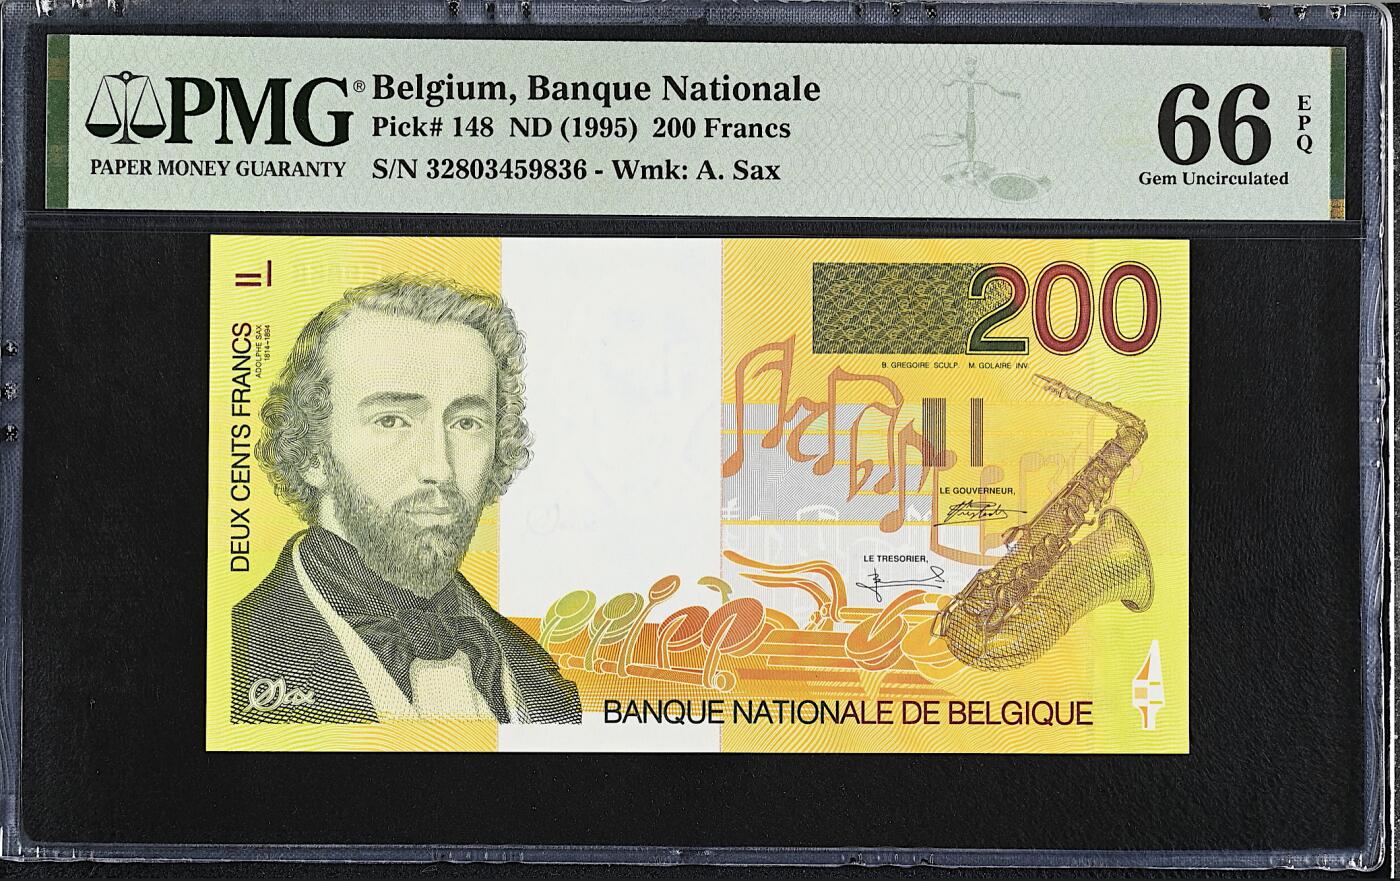 PMG®
PAPER MONEY GUARANTY
Belgium, Banque Nationale
Pick# 148 ND (1995) 200 Francs
S/N 32803459836 - Wmk: A. Sax
66 EPQ
Gem Uncirculated
DEUX CENTS FRANCS
ADOLPHE SAX
1814-1894
200
B. GREGOIRE SCULP. M. GOLAIRE INV.
LE GOUVERNEUR,
LE TRESORIER,
BANQUE NATIONALE DE BELGIQUE